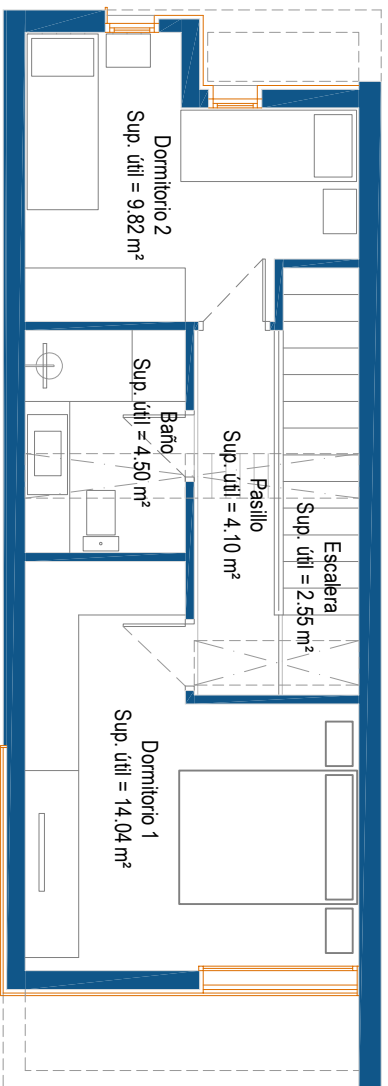 Dormitorio 2
Sup. útil = 9.82 m²
Baño
Sup. útil = 4.50 m²
Pasillo
Sup. útil = 4.10 m²
Escalera
Sup. útil = 2.55 m²
Dormitorio 1
Sup. útil = 14.04 m²